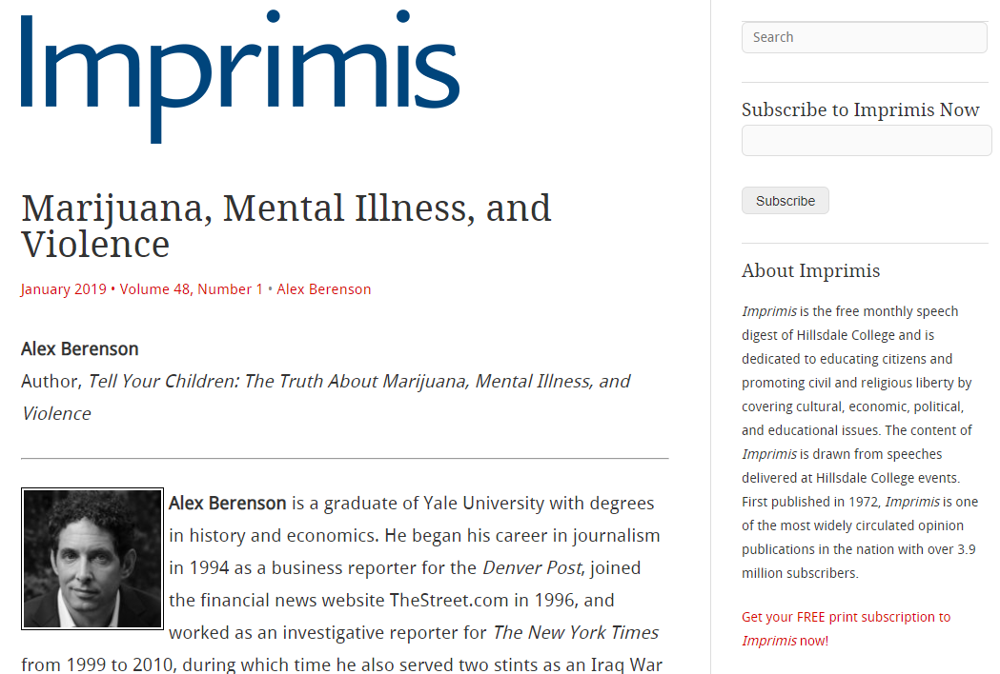 Imprimis
Marijuana, Mental Illness, and
Violence
January 2019 • Volume 48, Number 1 • Alex Berenson
Alex Berenson
Author, Tell Your Children: The Truth About Marijuana, Mental Illness, and
Violence
Alex Berenson is a graduate of Yale University with degrees
in history and economics. He began his career in journalism
in 1994 as a business reporter for the Denver Post, joined
the financial news website TheStreet.com in 1996, and
worked as an investigative reporter for The New York Times
from 1999 to 2010, during which time he also served two stints as an Iraq War
Search
Subscribe to Imprimis Now
Subscribe
About Imprimis
Imprimis is the free monthly speech
digest of Hillsdale College and is
dedicated to educating citizens and
promoting civil and religious liberty by
covering cultural, economic, political,
and educational issues. The content of
Imprimis is drawn from speeches
delivered at Hillsdale College events.
First published in 1972, Imprimis is one
of the most widely circulated opinion
publications in the nation with over 3.9
million subscribers.
Get your FREE print subscription to
Imprimis now!